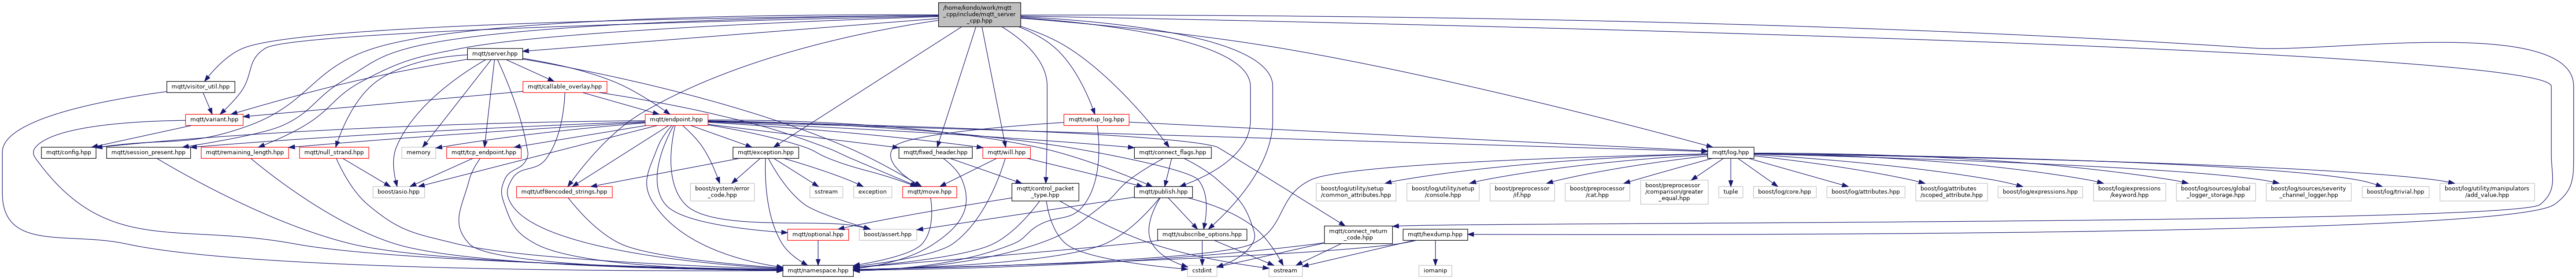 /home/kondo/work/mqtt
_cpp/include/mqtt_server
_cpp.hpp
mqtt/server.hpp
mqtt/visitor_util.hpp
mqtt/callable_overlay.hpp
mqtt/variant.hpp
mqtt/endpoint.hpp
mqtt/setup_log.hpp
mqtt/config.hpp
mqtt/session_present.hpp
mqtt/remaining_length.hpp
mqtt/null_strand.hpp
memory
mqtt/tcp_endpoint.hpp
mqtt/exception.hpp
mqtt/fixed_header.hpp
mqtt/will.hpp
mqtt/connect_flags.hpp
mqtt/log.hpp
boost/asio.hpp
mqtt/utf8encoded_strings.hpp
boost/system/error
_code.hpp
sstream
exception
mqtt/move.hpp
mqtt/control_packet
_type.hpp
mqtt/publish.hpp
boost/log/utility/setup
/common_attributes.hpp
boost/log/utility/setup
/console.hpp
boost/preprocessor
/if.hpp
boost/preprocessor
/cat.hpp
boost/preprocessor
/comparison/greater
_equal.hpp
tuple
boost/log/core.hpp
boost/log/attributes.hpp
boost/log/attributes
/scoped_attribute.hpp
boost/log/expressions.hpp
boost/log/expressions
/keyword.hpp
boost/log/sources/global
_logger_storage.hpp
boost/log/sources/severity
_channel_logger.hpp
boost/log/trivial.hpp
boost/log/utility/manipulators
/add_value.hpp
mqtt/optional.hpp
boost/assert.hpp
mqtt/subscribe_options.hpp
mqtt/connect_return
_code.hpp
mqtt/hexdump.hpp
mqtt/namespace.hpp
cstdint
ostream
iomanip